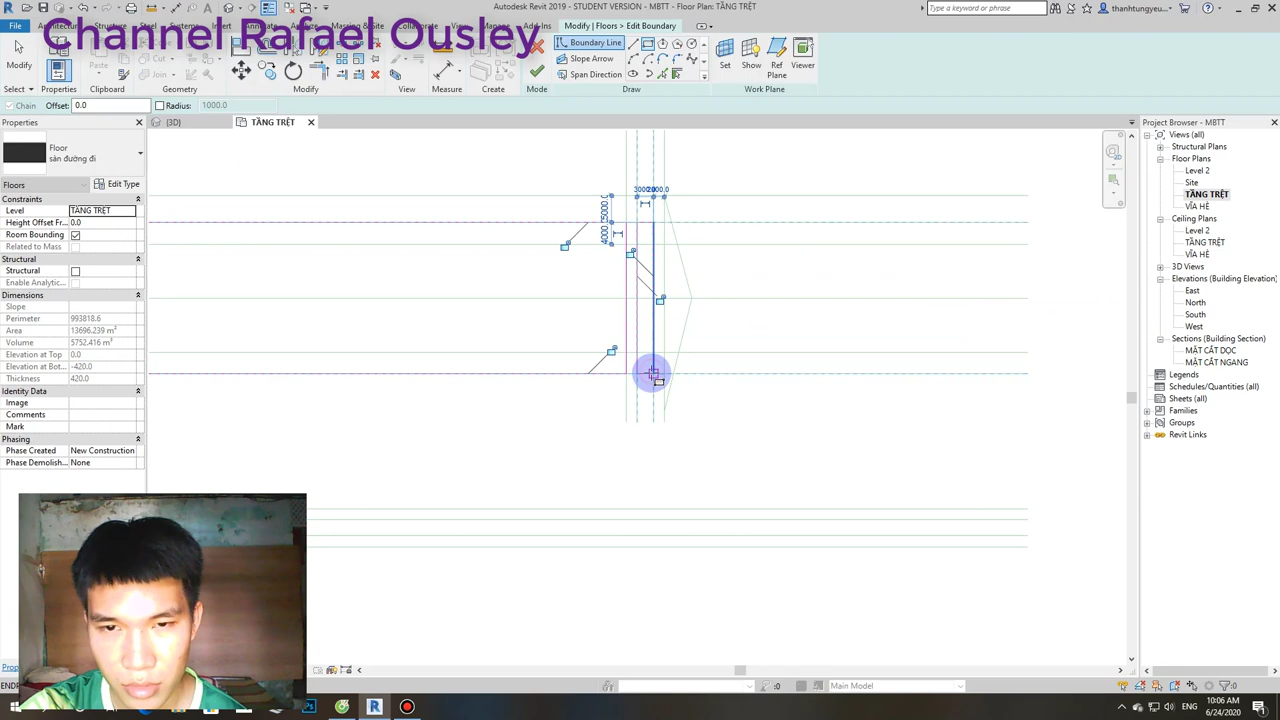 Autodesk Revit 2019 - STUDENT VERSION - MBTT - Floor Plan: TẦNG TRỆT
Type a keyword or phrase
thanhtungyeu...
File
Modify | Floors > Edit Boundary
Channel Rafael Ousley
Modify
Select
Properties
Clipboard
Geometry
Modify
View
Measure
Create
Mode
Boundary Line
Slope Arrow
Span Direction
Draw
Set
Show
Ref
Plane
Viewer
Work Plane
Chain
Offset: 0.0
Radius:
1000.0
Properties
{3D}
TẦNG TRỆT
Floor
sàn đường đi
Floors
Edit Type
Constraints
Level TẦNG TRỆT
Height Offset Fr... 0.0
Room Bounding
Related to Mass
Structural
Structural
Enable Analytic...
Dimensions
Slope
Perimeter 993818.6
Area 13696.239 m²
Volume 5752.416 m³
Elevation at Top 0.0
Elevation at Bot... -420.0
Thickness 420.0
Identity Data
Image
Comments
Mark
Phasing
Phase Created New Construction
Phase Demolish... None
Project Browser - MBTT
Views (all)
Structural Plans
Floor Plans
Level 2
Site
TẦNG TRỆT
VĨA HÈ
Ceiling Plans
Level 2
TẦNG TRỆT
VĨA HÈ
3D Views
Elevations (Building Elevation)
East
North
South
West
Sections (Building Section)
MẶT CẮT DỌC
MẶT CẮT NGANG
Legends
Schedules/Quantities (all)
Sheets (all)
Families
Groups
Revit Links
:0
Main Model
:0
ENG
10:06 AM
6/24/2020